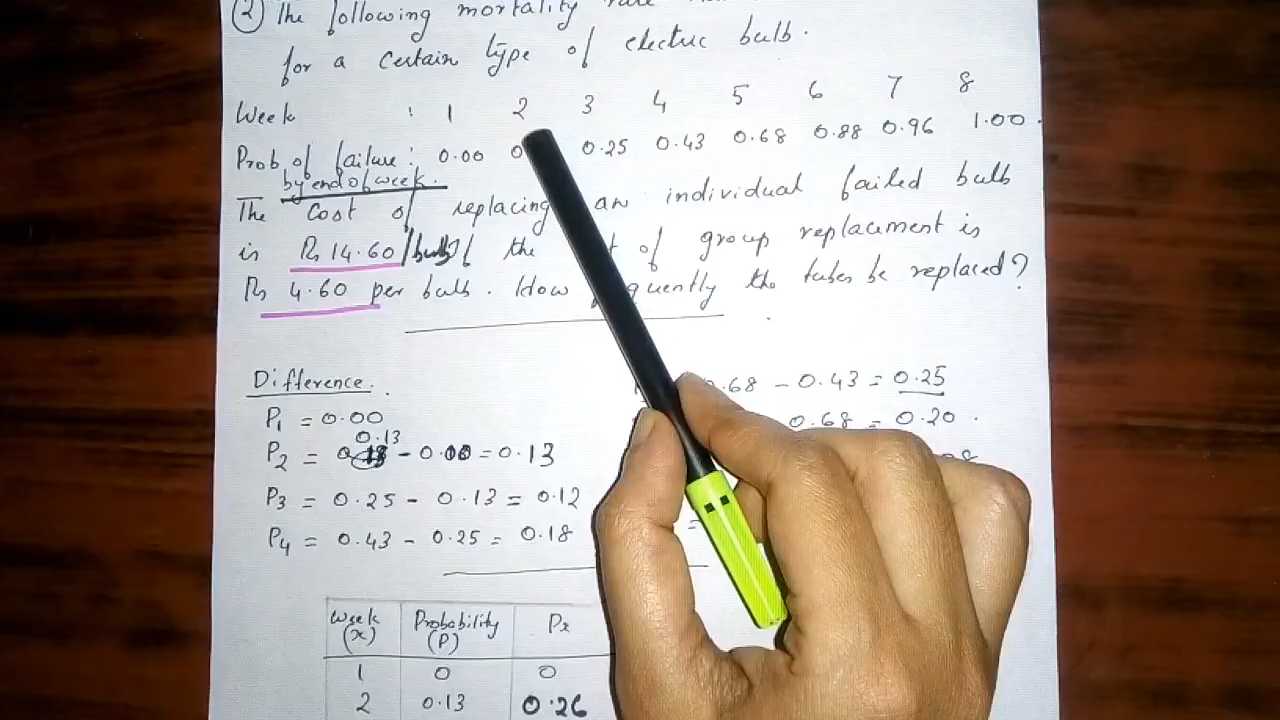 ② The following mortality rate
for a certain type of electric bulb.
Week : 1 2 3 4 5 6 7 8
Prob. of failure : 0.00 0 0.25 0.43 0.68 0.88 0.96 1.00.
by end of week.
The Cost of replacing an individual failed bulb
is Rs 14.60/bulb If the of group replacement is
Rs 4.60 per bulb. How the tubes be replaced?
Difference.
P1 = 0.00
0.13
P2 = - 0.00 = 0.13
P3 = 0.25 - 0.13 = 0.12
P4 = 0.43 - 0.25 = 0.18
.68 - 0.43 = 0.25
0.68 = 0.20.
=
Week (x) Probability (P) Px
1 0 0
2 0.13 0.26